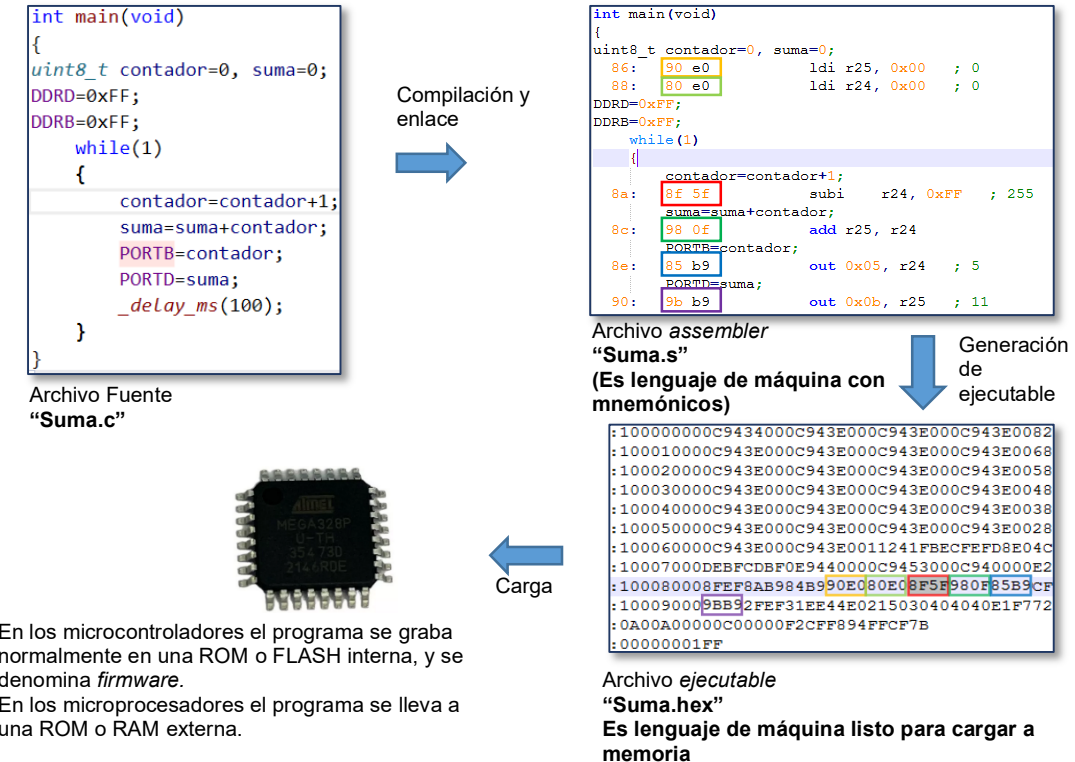 int main(void)
{
uint8_t contador=0, suma=0;
DDRD=0xFF;
DDRB=0xFF;
while(1)
{
contador=contador+1;
suma=suma+contador;
PORTB=contador;
PORTD=suma;
_delay_ms(100);
}
}
Archivo Fuente
“Suma.c”
Compilación y
enlace
int main(void)
{
uint8_t contador=0, suma=0;
86: 90 e0 ldi r25, 0x00 ; 0
88: 80 e0 ldi r24, 0x00 ; 0
DDRD=0xFF;
DDRB=0xFF;
while(1)
{
contador=contador+1;
8a: 8f 5f subi r24, 0xFF ; 255
suma=suma+contador;
8c: 98 0f add r25, r24
PORTB=contador;
8e: 85 b9 out 0x05, r24 ; 5
PORTD=suma;
90: 9b b9 out 0x0b, r25 ; 11
Archivo assembler
“Suma.s”
(Es lenguaje de máquina con
mnemónicos)
Generación
de
ejecutable
:100000000C9434000C943E000C943E000C943E0082
:100010000C943E000C943E000C943E000C943E0068
:100020000C943E000C943E000C943E000C943E0058
:100030000C943E000C943E000C943E000C943E0048
:100040000C943E000C943E000C943E000C943E0038
:100050000C943E000C943E000C943E000C943E0028
:100060000C943E000C943E0011241FBECFEFD8E04C
:10007000DEBFCDBF0E9440000C9453000C940000E2
:100080008FEF8AB984B990E080E08F5F980F85B9CF
:100090009BB92FEF31EE44E0215030404040E1F772
:0A00A00000C00000F2CFF894FFCF7B
:00000001FF
Archivo ejecutable
“Suma.hex”
Es lenguaje de máquina listo para cargar a
memoria
Carga
ATMEL
MEGA328P
U-TH
354 73D
2146R0E
En los microcontroladores el programa se graba
normalmente en una ROM o FLASH interna, y se
denomina firmware.
En los microprocesadores el programa se lleva a
una ROM o RAM externa.